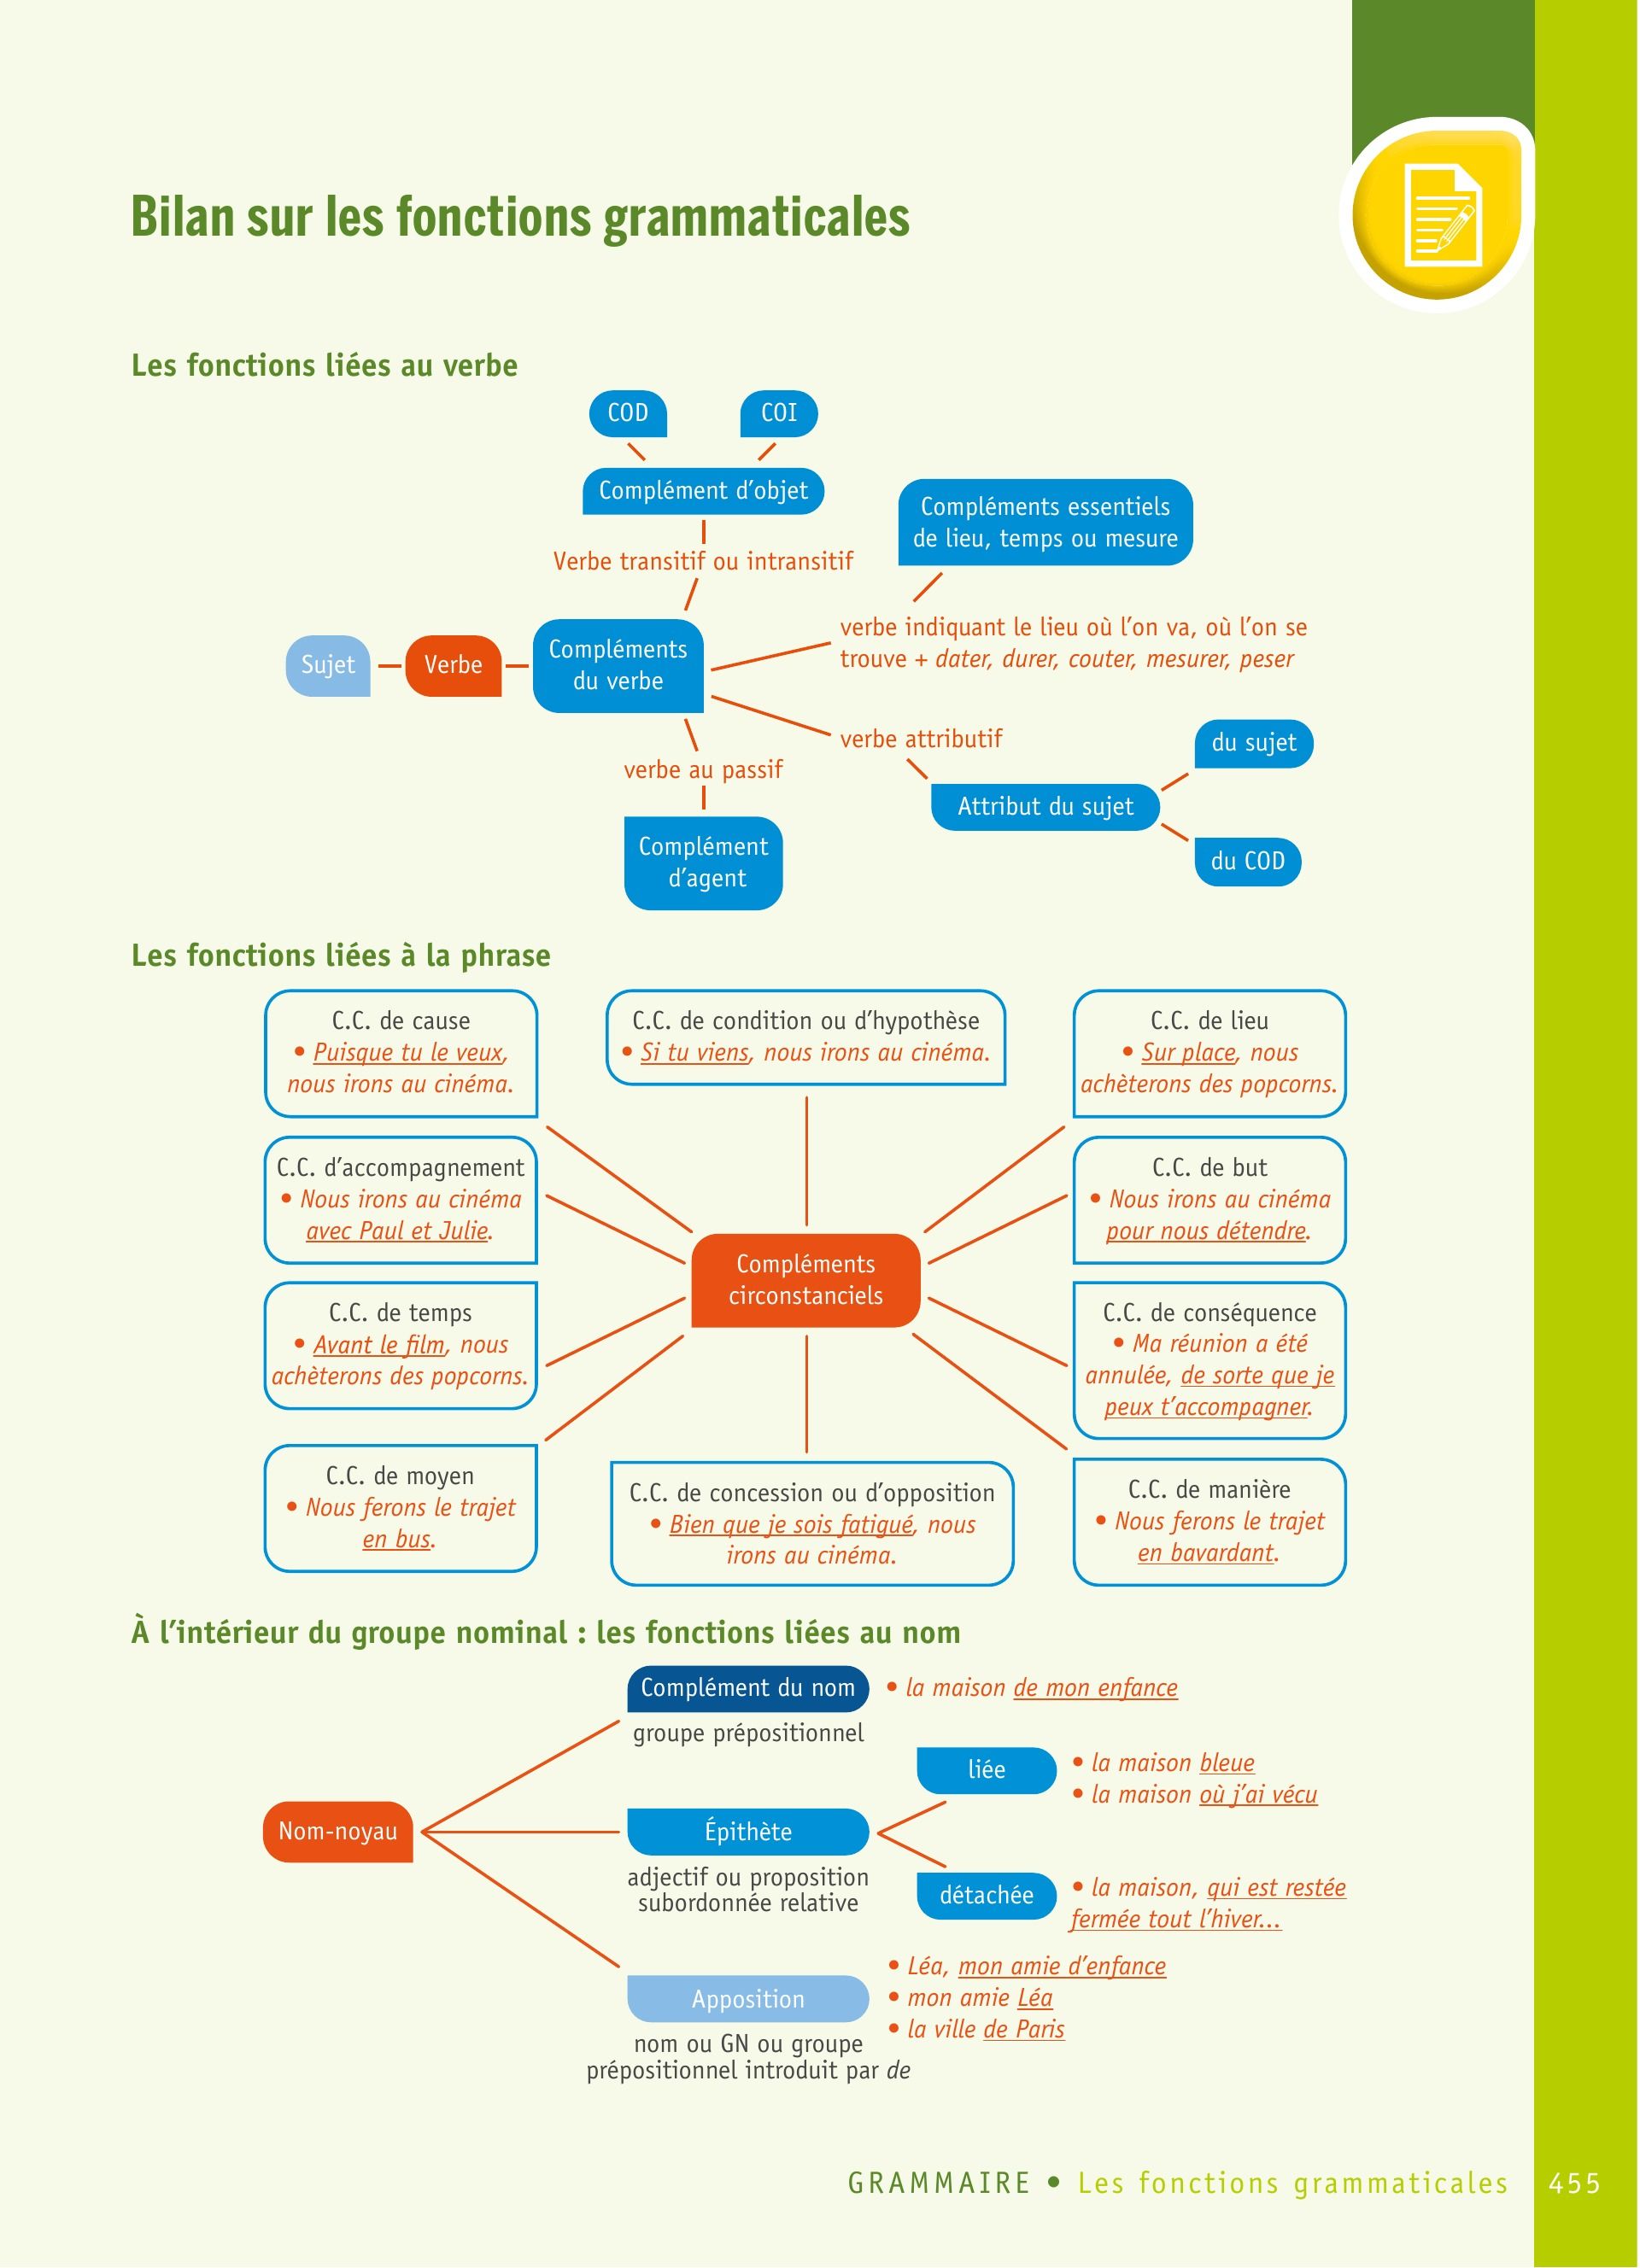 Bilan sur les fonctions grammaticales
Les fonctions liées au verbe
COD
COI
Complément d'objet
Compléments essentiels
de lieu, temps ou mesure
Verbe transitif ou intransitif
verbe indiquant le lieu où l'on va, où l'on se
trouve + dater, durer, couter, mesurer, peser
Sujet
Verbe
Compléments
du verbe
verbe attributif
du sujet
verbe au passif
Attribut du sujet
Complément
d'agent
du COD
Les fonctions liées à la phrase
C.C. de cause
• Puisque tu le veux,
nous irons au cinéma.
C.C. de condition ou d'hypothèse
• Si tu viens, nous irons au cinéma.
C.C. de lieu
• Sur place, nous
achèterons des popcorns.
C.C. d'accompagnement
• Nous irons au cinéma
avec Paul et Julie.
C.C. de but
• Nous irons au cinéma
pour nous détendre.
Compléments
circonstanciels
C.C. de temps
• Avant le film, nous
achèterons des popcorns.
C.C. de conséquence
• Ma réunion a été
annulée, de sorte que je
peux t'accompagner.
C.C. de moyen
• Nous ferons le trajet
en bus.
C.C. de concession ou d'opposition
• Bien que je sois fatigué, nous
irons au cinéma.
C.C. de manière
• Nous ferons le trajet
en bavardant.
À l'intérieur du groupe nominal : les fonctions liées au nom
Complément du nom
• la maison de mon enfance
groupe prépositionnel
liée
• la maison bleue
• la maison où j'ai vécu
Nom-noyau
Épithète
adjectif ou proposition
subordonnée relative
détachée
• la maison, qui est restée
fermée tout l'hiver...
Apposition
• Léa, mon amie d'enfance
• mon amie Léa
• la ville de Paris
nom ou GN ou groupe
prépositionnel introduit par de
GRAMMAIRE • Les fonctions grammaticales 455